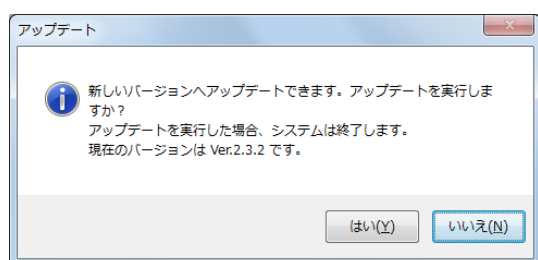 アップデート
新しいバージョンへアップデートできます。アップデートを実行しま
すか？
アップデートを実行した場合、システムは終了します。
現在のバージョンは Ver.2.3.2 です。
はい(Y) いいえ(N)